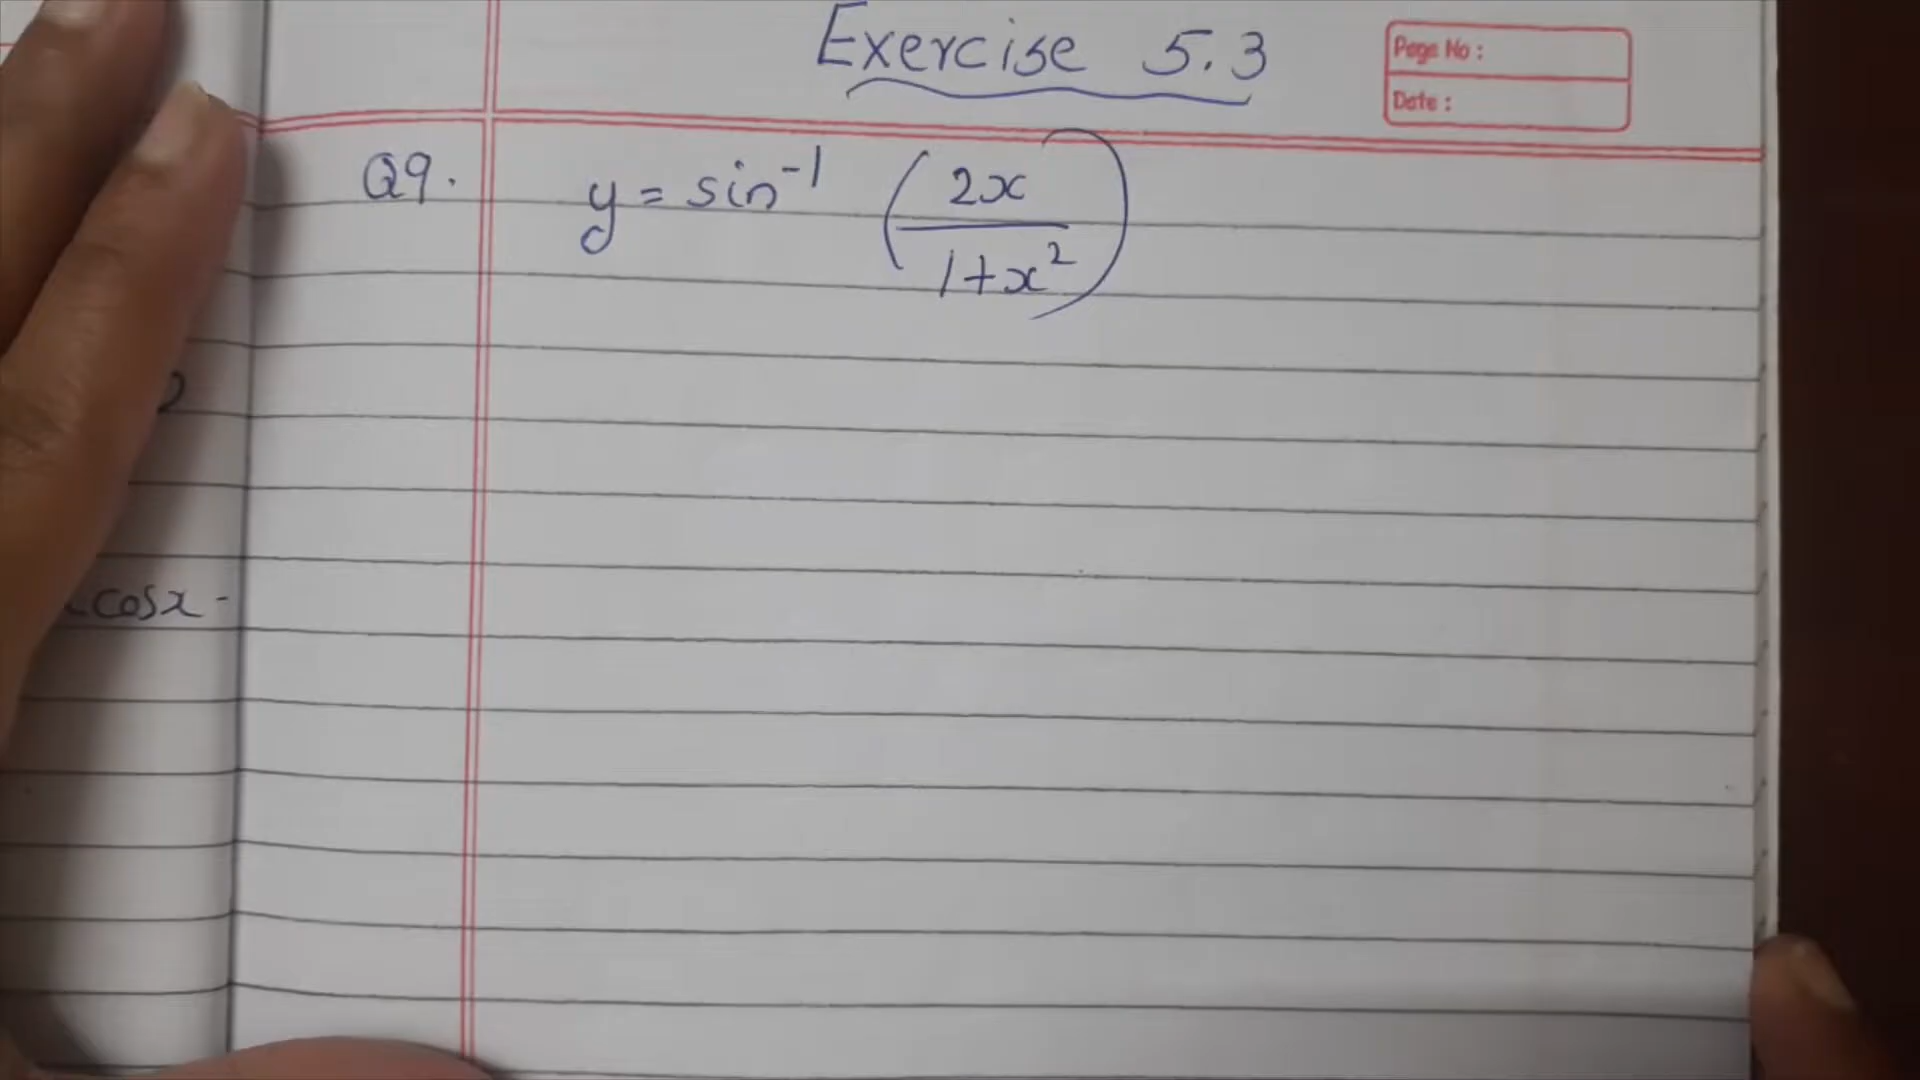 Exercise 5.3
Page No :
Date :
Q9. y = sin⁻¹ (2x / 1+x²)
cosx -